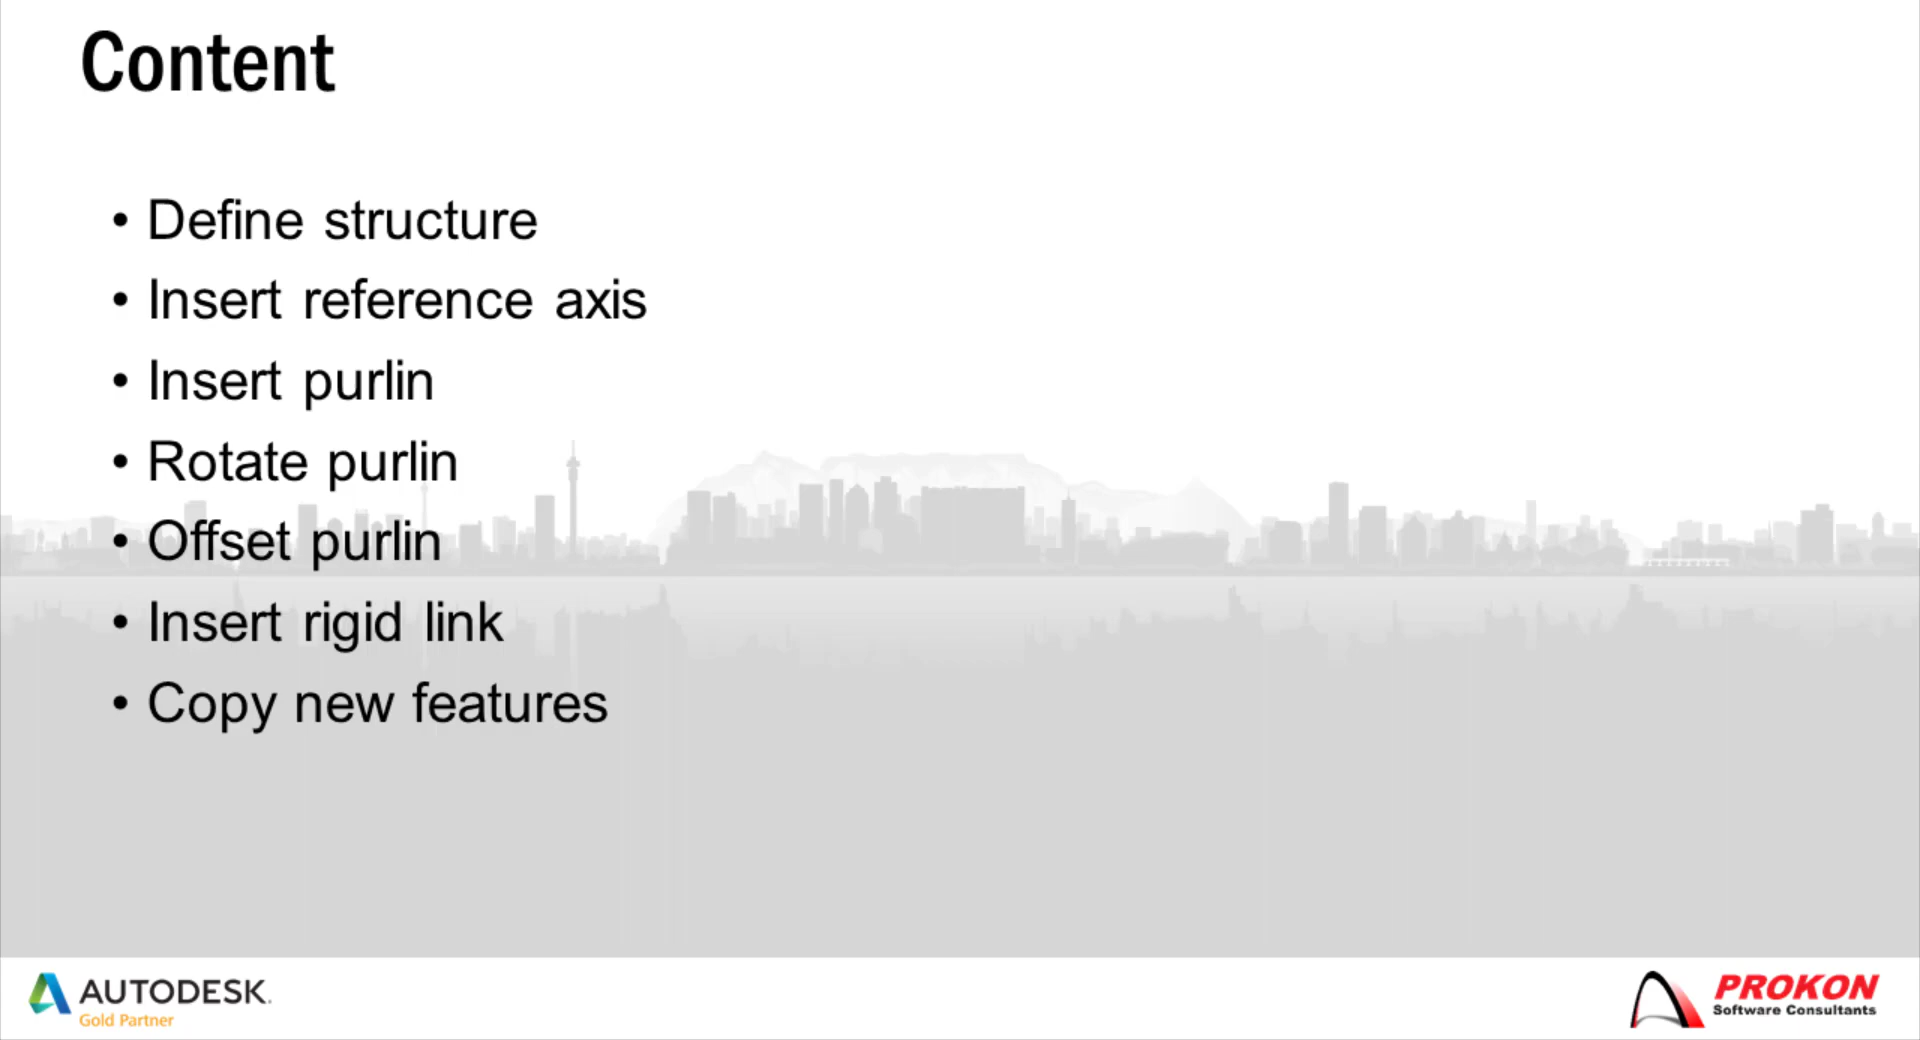 Content
• Define structure
• Insert reference axis
• Insert purlin
• Rotate purlin
• Offset purlin
• Insert rigid link
• Copy new features
AUTODESK.
Gold Partner
PROKON
Software Consultants